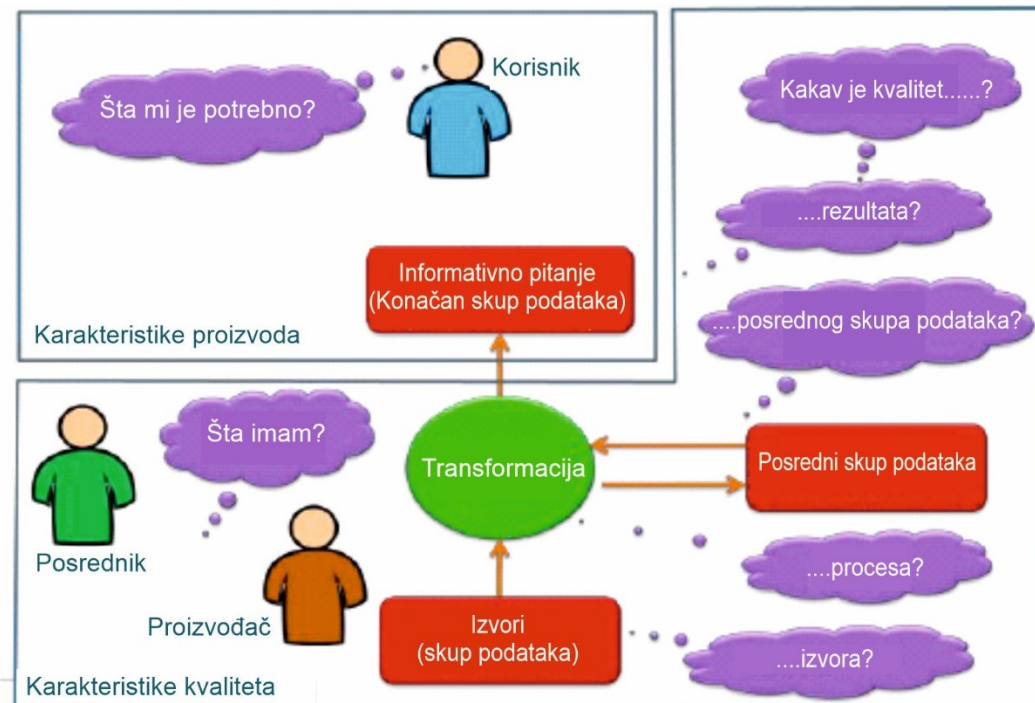 Korisnik
Šta mi je potrebno?
Informativno pitanje
(Konačan skup podataka)
Karakteristike proizvoda
Kakav je kvalitet......?
....rezultata?
....posrednog skupa podataka?
Šta imam?
Posrednik
Proizvođač
Transformacija
Posredni skup podataka
....procesa?
Izvori
(skup podataka)
....izvora?
Karakteristike kvaliteta